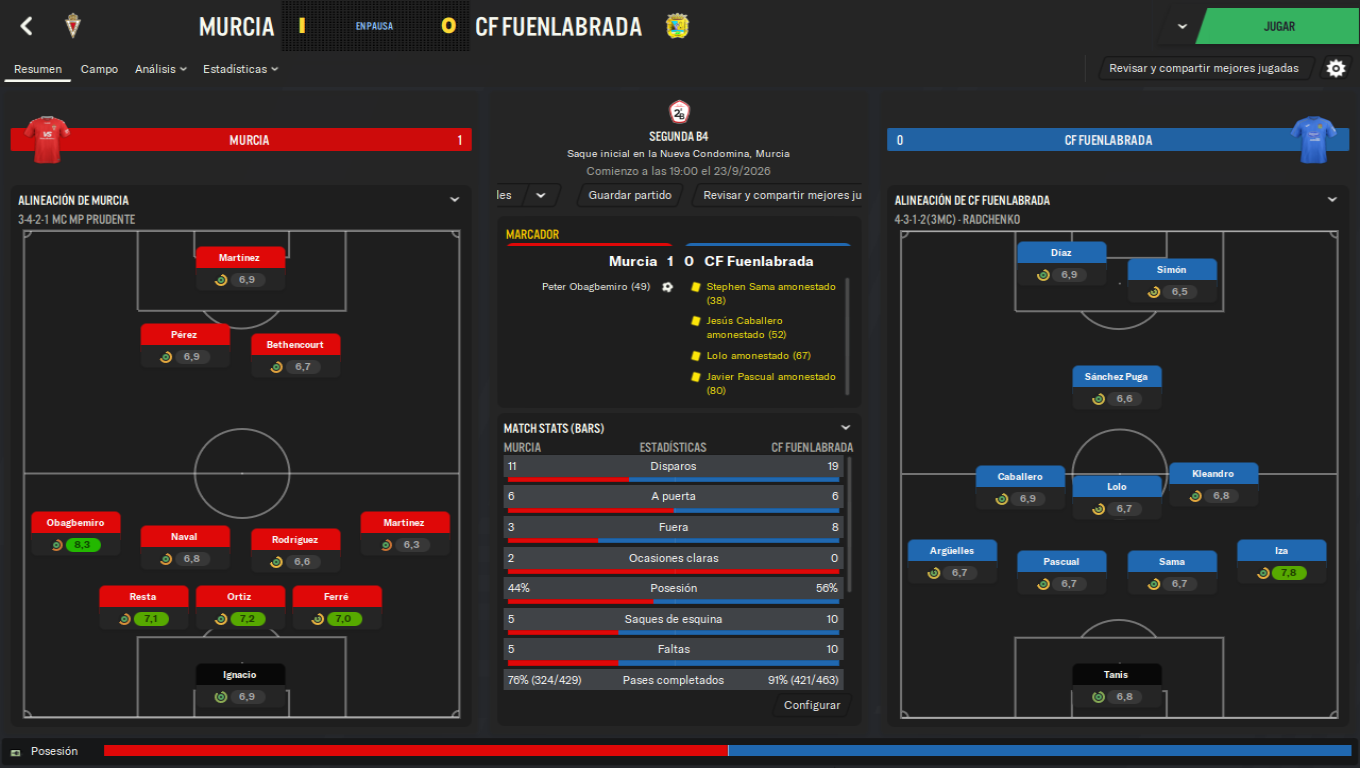 MURCIA
1
EN PAUSA
0
CF FUENLABRADA
JUGAR
Resumen
Campo
Análisis
Estadísticas
Revisar y compartir mejores jugadas
MURCIA 1
ALINEACIÓN DE MURCIA
3-4-2-1 MC MP PRUDENTE
Martínez
6,9
Pérez
6,9
Bethencourt
6,7
Obagbemiro
8,3
Naval
6,8
Rodríguez
6,6
Martínez
6,3
Resta
7,1
Ortiz
7,2
Ferré
7,0
Ignacio
6,9
2ªB
SEGUNDA B4
Saque inicial en la Nueva Condomina, Murcia
Comienzo a las 19:00 el 23/9/2026
les
Guardar partido
Revisar y compartir mejores ju
MARCADOR
Murcia 1 0 CF Fuenlabrada
Peter Obagbemiro (49)
Stephen Sama amonestado
(38)
Jesús Caballero
amonestado (52)
Lolo amonestado (67)
Javier Pascual amonestado
(80)
MATCH STATS (BARS)
MURCIA ESTADÍSTICAS CF FUENLABRADA
11 Disparos 19
6 A puerta 6
3 Fuera 8
2 Ocasiones claras 0
44% Posesión 56%
5 Saques de esquina 10
5 Faltas 10
76% (324/429) Pases completados 91% (421/463)
Configurar
0 CF FUENLABRADA
ALINEACIÓN DE CF FUENLABRADA
4-3-1-2(3MC) - RADCHENKO
Díaz
6,9
Simón
6,5
Sánchez Puga
6,6
Caballero
6,9
Lolo
6,7
Kleandro
6,8
Argüelles
6,7
Pascual
6,7
Sama
6,7
Iza
7,8
Tanis
6,8
Posesión